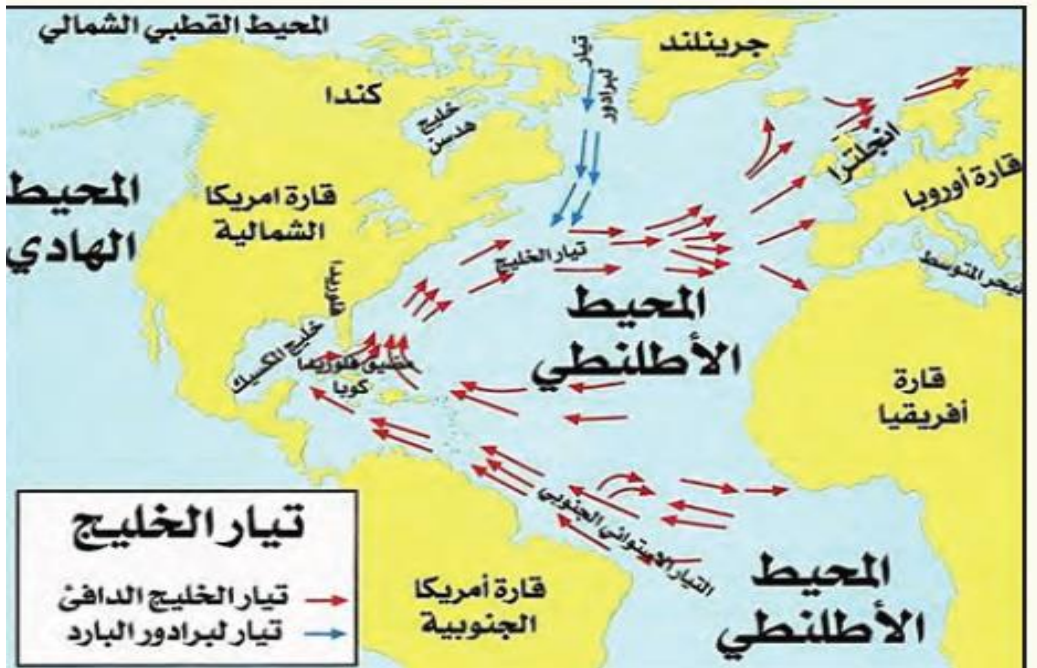 المحيط القطبي الشمالي
جرينلند
تيار
لبرادور
كندا
خليج
هدسن
انجلترا
قارة أوروبا
المحيط
الهادي
قارة امريكا
الشمالية
تيار الخليج
البحر المتوسط
فلوريدا
خليج المكسيك
مضيق فلوريدا
كوبا
المحيط
الأطلنطي
قارة
أفريقيا
التيار الاستوائي الجنوبي
المحيط
الأطلنطي
قارة أمريكا
الجنوبية
تيار الخليج
تيار الخليج الدافئ
تيار لبرادور البارد